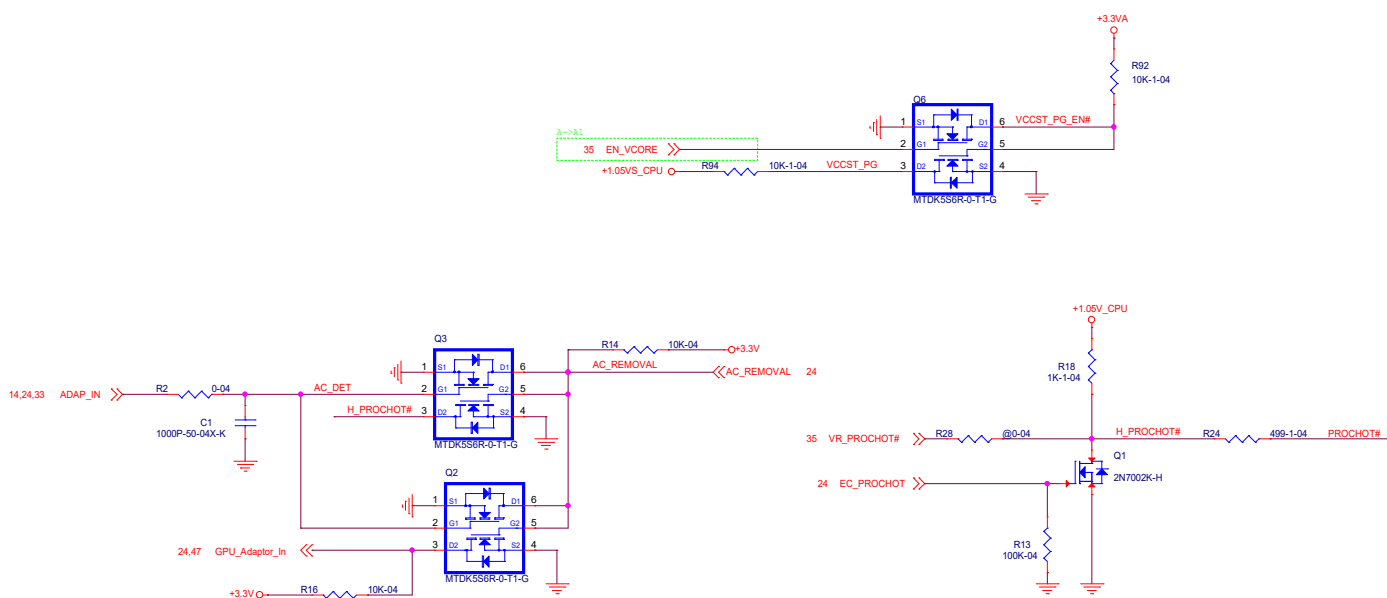 +3.3VA
R92
10K-1-04
Q6
1 S1 D1 6 VCCST_PG_EN#
A->A1
35 EN_VCORE 2 G1 G2 5
+1.05VS_CPU R94 10K-1-04 VCCST_PG 3 D2 S2 4
MTDK5S6R-0-T1-G
+1.05V_CPU
Q3
R14 10K-04 +3.3V
1 S1 D1 6 AC_REMOVAL AC_REMOVAL 24
R18
1K-1-04
14,24,33 ADAP_IN R2 0-04 AC_DET 2 G1 G2 5
H_PROCHOT# 3 D2 S2 4
C1
1000P-50-04X-K
MTDK5S6R-0-T1-G
35 VR_PROCHOT# R28 @0-04 H_PROCHOT# R24 499-1-04 PROCHOT#
Q1
2N7002K-H
24 EC_PROCHOT
Q2
1 S1 D1 6
2 G1 G2 5
24,47 GPU_Adaptor_In 3 D2 S2 4
R13
100K-04
MTDK5S6R-0-T1-G
+3.3V R16 10K-04